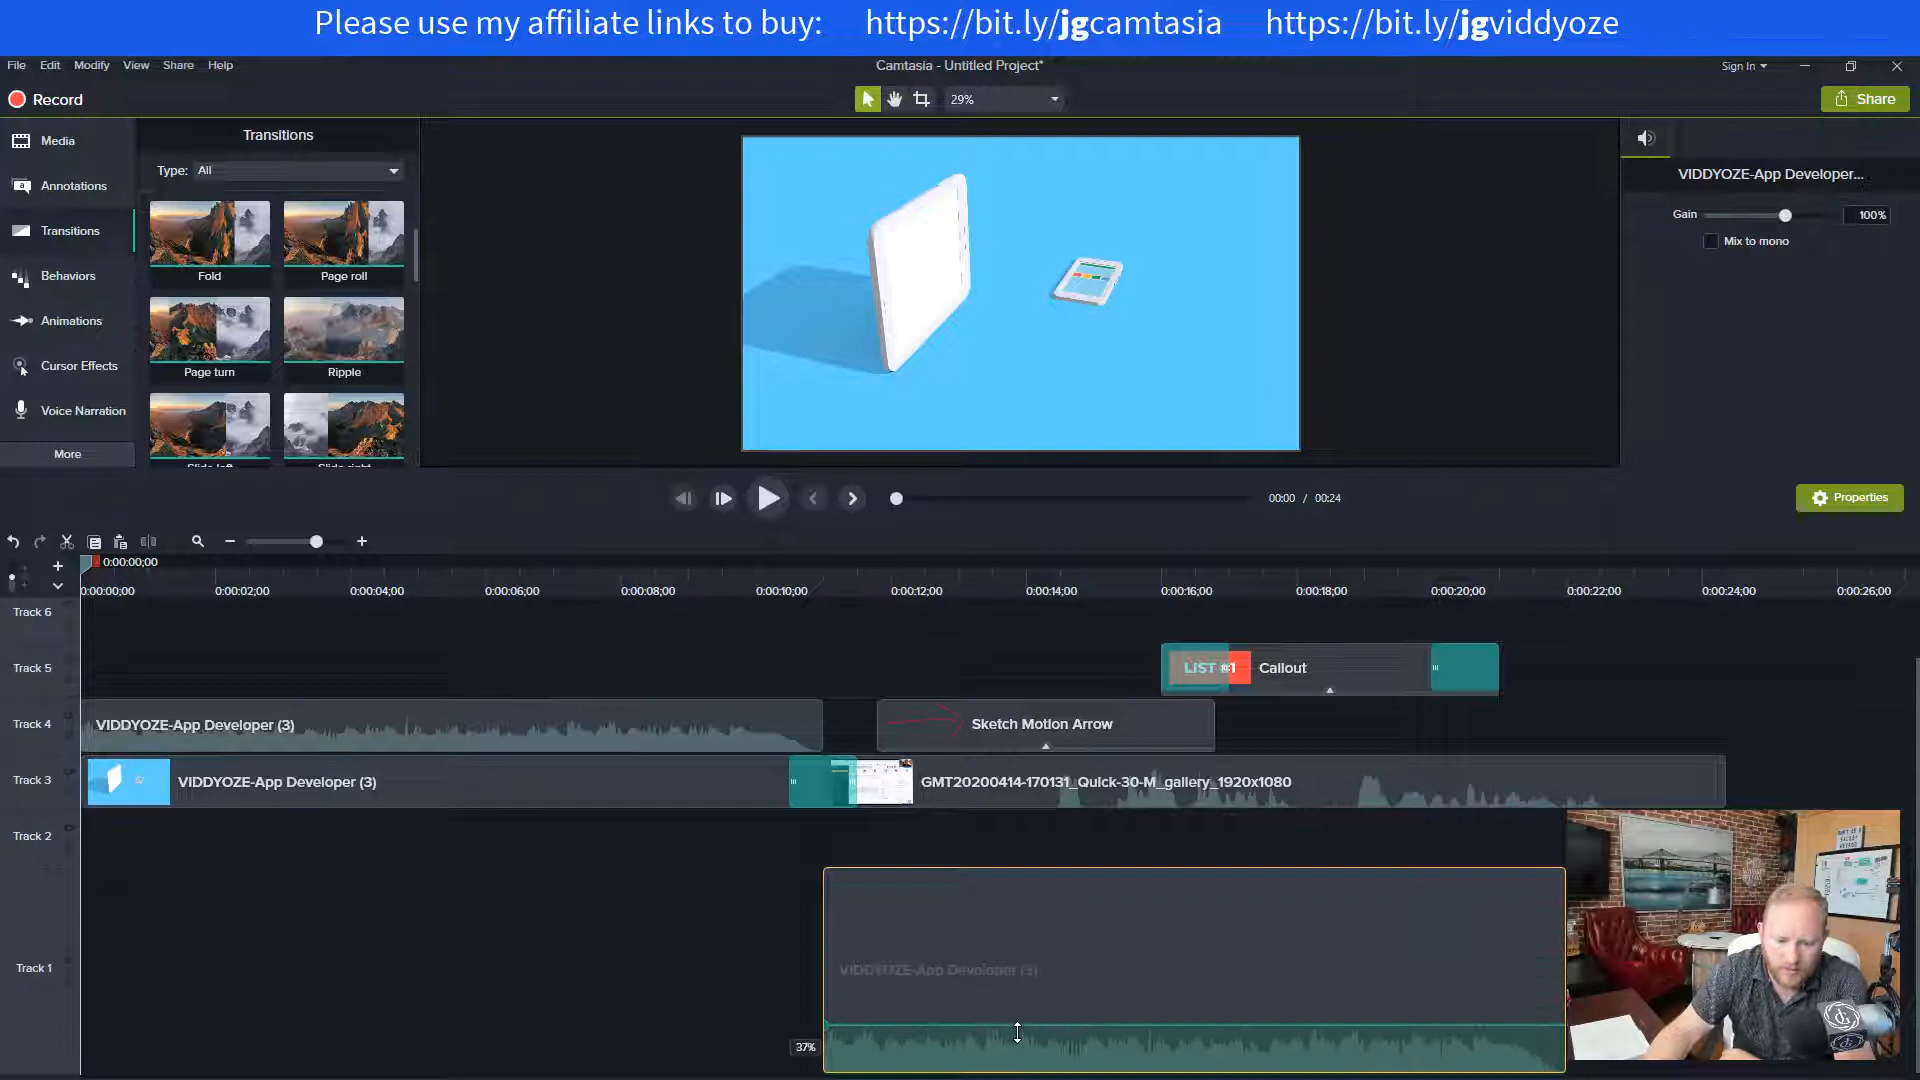 Please use my affiliate links to buy: https://bit.ly/jgcamtasia https://bit.ly/jgviddyoze
File Edit Modify View Share Help
Camtasia - Untitled Project*
Sign In
Record
29%
Share
Media
Annotations
Transitions
Behaviors
Animations
Cursor Effects
Voice Narration
More
Transitions
Type: All
Fold
Page roll
Page turn
Ripple
Slide left
Slide right
VIDDYOZE-App Developer...
Gain 100%
Mix to mono
00:00 / 00:24
Properties
0:00:00;00
0:00:00;00 0:00:02;00 0:00:04;00 0:00:06;00 0:00:08;00 0:00:10;00 0:00:12;00 0:00:14;00 0:00:16;00 0:00:18;00 0:00:20;00 0:00:22;00 0:00:24;00 0:00:26;00
Track 6
Track 5
LIST #1 Callout
Track 4
VIDDYOZE-App Developer (3)
Sketch Motion Arrow
Track 3
VIDDYOZE-App Developer (3)
GMT20200414-170131_Quick-30-M_gallery_1920x1080
Track 2
Track 1
VIDDYOZE-App Developer (3)
37%